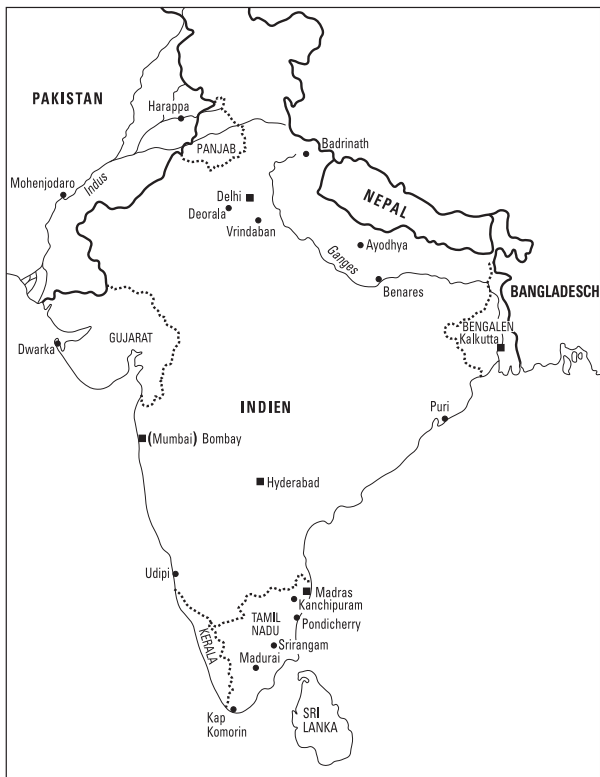 PAKISTAN
Harappa
PANJAB
Badrinath
Mohenjodaro
Indus
Delhi
Deorala
Vrindaban
NEPAL
Ayodhya
Ganges
Benares
BANGLADESCH
BENGALEN
Kalkutta
GUJARAT
Dwarka
INDIEN
Puri
(Mumbai) Bombay
Hyderabad
Udipi
Madras
Kanchipuram
TAMIL
NADU
Pondicherry
KERALA
Srirangam
Madurai
Kap
Komorin
SRI
LANKA